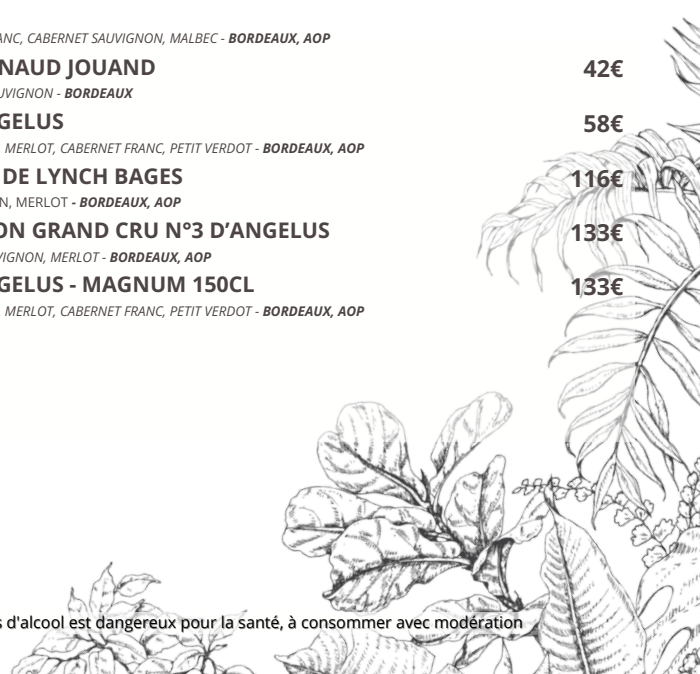 ANC, CABERNET SAUVIGNON, MALBEC - BORDEAUX, AOP
NAUD JOUAND 42€
UVIGNON - BORDEAUX
GELUS 58€
, MERLOT, CABERNET FRANC, PETIT VERDOT - BORDEAUX, AOP
DE LYNCH BAGES 116€
N, MERLOT - BORDEAUX, AOP
ON GRAND CRU N°3 D’ANGELUS 133€
VIGNON, MERLOT - BORDEAUX, AOP
GELUS - MAGNUM 150CL 133€
, MERLOT, CABERNET FRANC, PETIT VERDOT - BORDEAUX, AOP
s d'alcool est dangereux pour la santé, à consommer avec modération